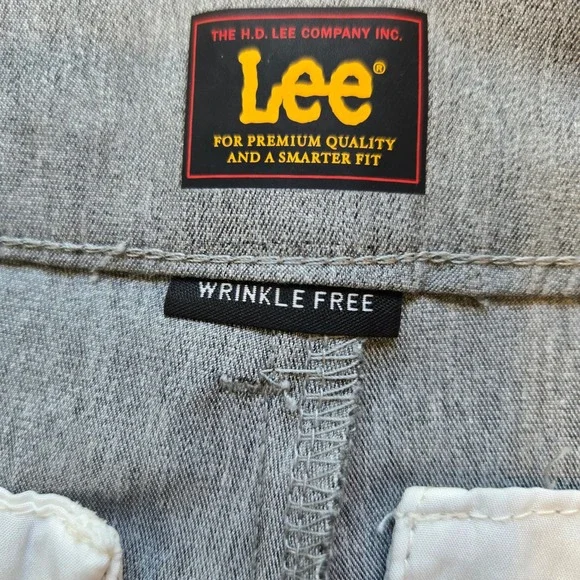 THE H.D. LEE COMPANY INC.
Lee®
FOR PREMIUM QUALITY
AND A SMARTER FIT
WRINKLE FREE